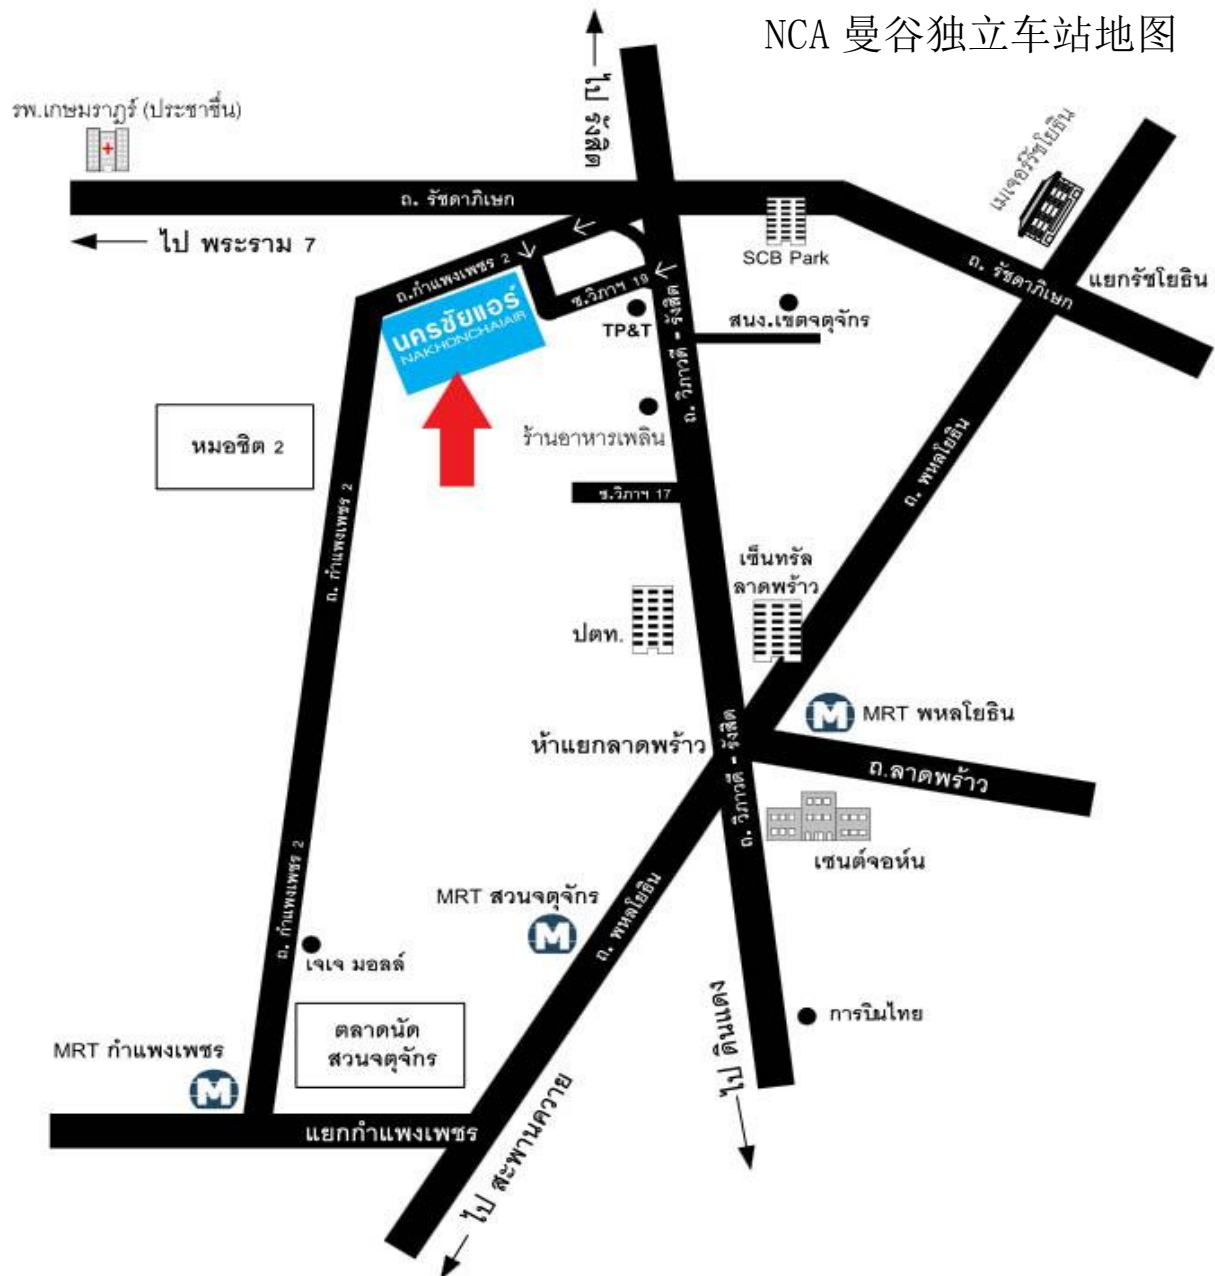 NCA 曼谷独立车站地图
ไป รังสิต
รพ.เกษมราฎร์ (ประชาชื่น)
เมเจอร์รัชโยธิน
ถ. รัชดาภิเษก
ไป พระราม 7
SCB Park
ถ. รัชดาภิเษก
แยกรัชโยธิน
ถ.กำแพงเพชร 2
ซ.วิภาฯ 19
นครชัยแอร์
NAKHONCHAIAIR
TP&T
สนง.เขตจตุจักร
ถ. วิภาวดี - รังสิต
หมอชิต 2
ร้านอาหารเพลิน
ถ. พหลโยธิน
ซ.วิภาฯ 17
ถ. กำแพงเพชร 2
เซ็นทรัล
ลาดพร้าว
ปตท.
MRT พหลโยธิน
ห้าแยกลาดพร้าว
ถ. วิภาวดี - รังสิต
ถ.ลาดพร้าว
เซนต์จอห์น
ถ. กำแพงเพชร 2
MRT สวนจตุจักร
ถ. พหลโยธิน
เจเจ มอลล์
การบินไทย
ไป ดินแดง
ตลาดนัด
สวนจตุจักร
MRT กำแพงเพชร
แยกกำแพงเพชร
ไป สะพานควาย